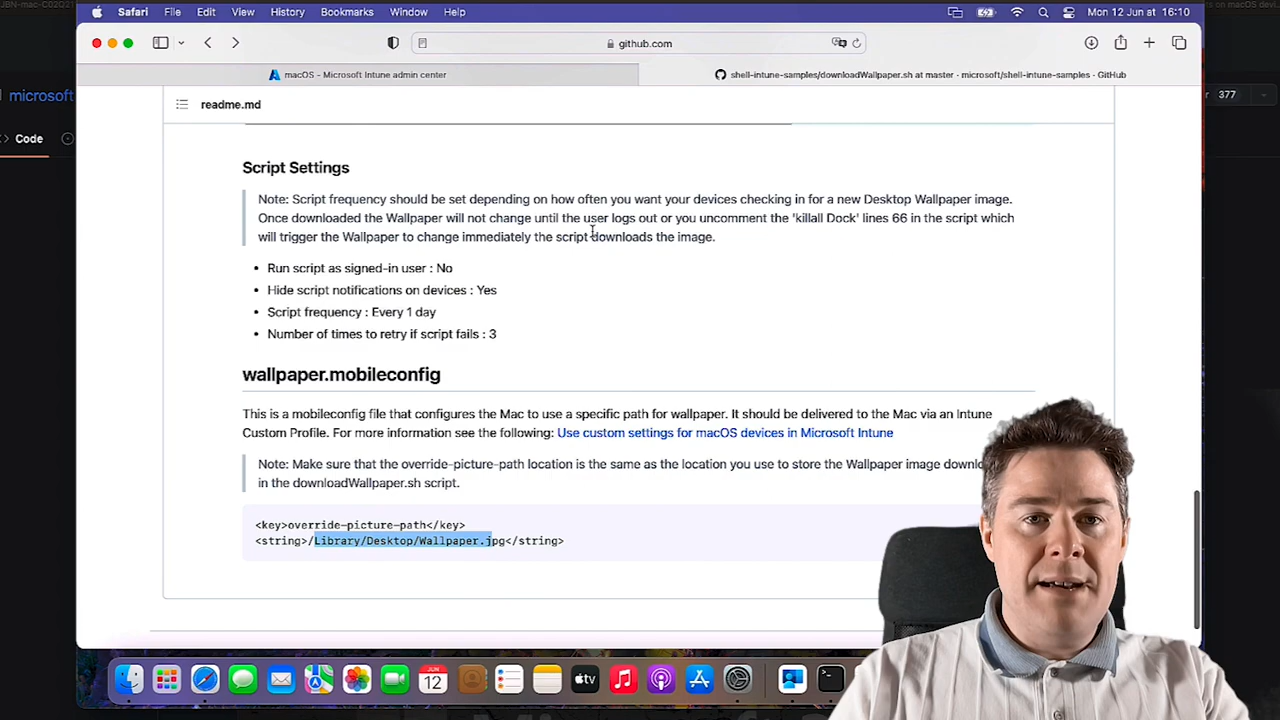 JBN-mac-C02Q21
Safari File Edit View History Bookmarks Window Help Mon 12 Jun at 16:10
github.com
macOS - Microsoft Intune admin center
shell-intune-samples/downloadWallpaper.sh at master · microsoft/shell-intune-samples · GitHub
microsoft
377
Code
readme.md
Script Settings
Note: Script frequency should be set depending on how often you want your devices checking in for a new Desktop Wallpaper image.
Once downloaded the Wallpaper will not change until the user logs out or you uncomment the 'killall Dock' lines 66 in the script which
will trigger the Wallpaper to change immediately the script downloads the image.
• Run script as signed-in user : No
• Hide script notifications on devices : Yes
• Script frequency : Every 1 day
• Number of times to retry if script fails : 3
wallpaper.mobileconfig
This is a mobileconfig file that configures the Mac to use a specific path for wallpaper. It should be delivered to the Mac via an Intune
Custom Profile. For more information see the following: Use custom settings for macOS devices in Microsoft Intune
Note: Make sure that the override-picture-path location is the same as the location you use to store the Wallpaper image downl
in the downloadWallpaper.sh script.
<key>override-picture-path</key>
<string>/Library/Desktop/Wallpaper.jpg</string>
JUN
12
tv